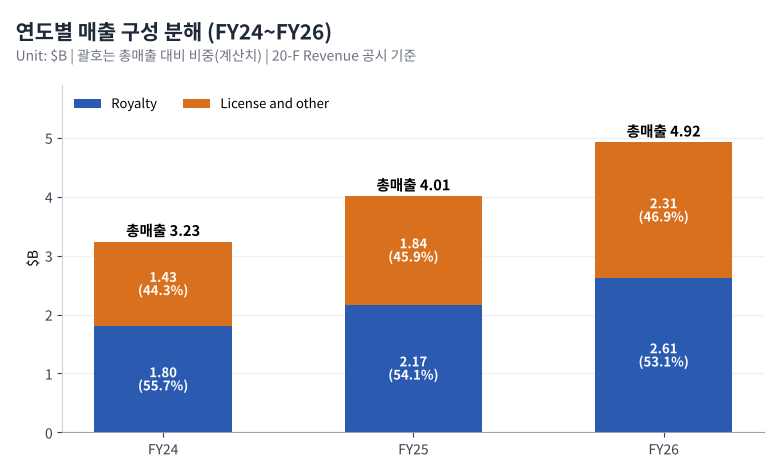 연도별 매출 구성 분해 (FY24~FY26)
Unit: $B | 괄호는 총매출 대비 비중(계산치) | 20-F Revenue 공시 기준
Royalty
License and other
$B
5
4
3
2
1
0
총매출 3.23
1.43
(44.3%)
1.80
(55.7%)
총매출 4.01
1.84
(45.9%)
2.17
(54.1%)
총매출 4.92
2.31
(46.9%)
2.61
(53.1%)
FY24
FY25
FY26